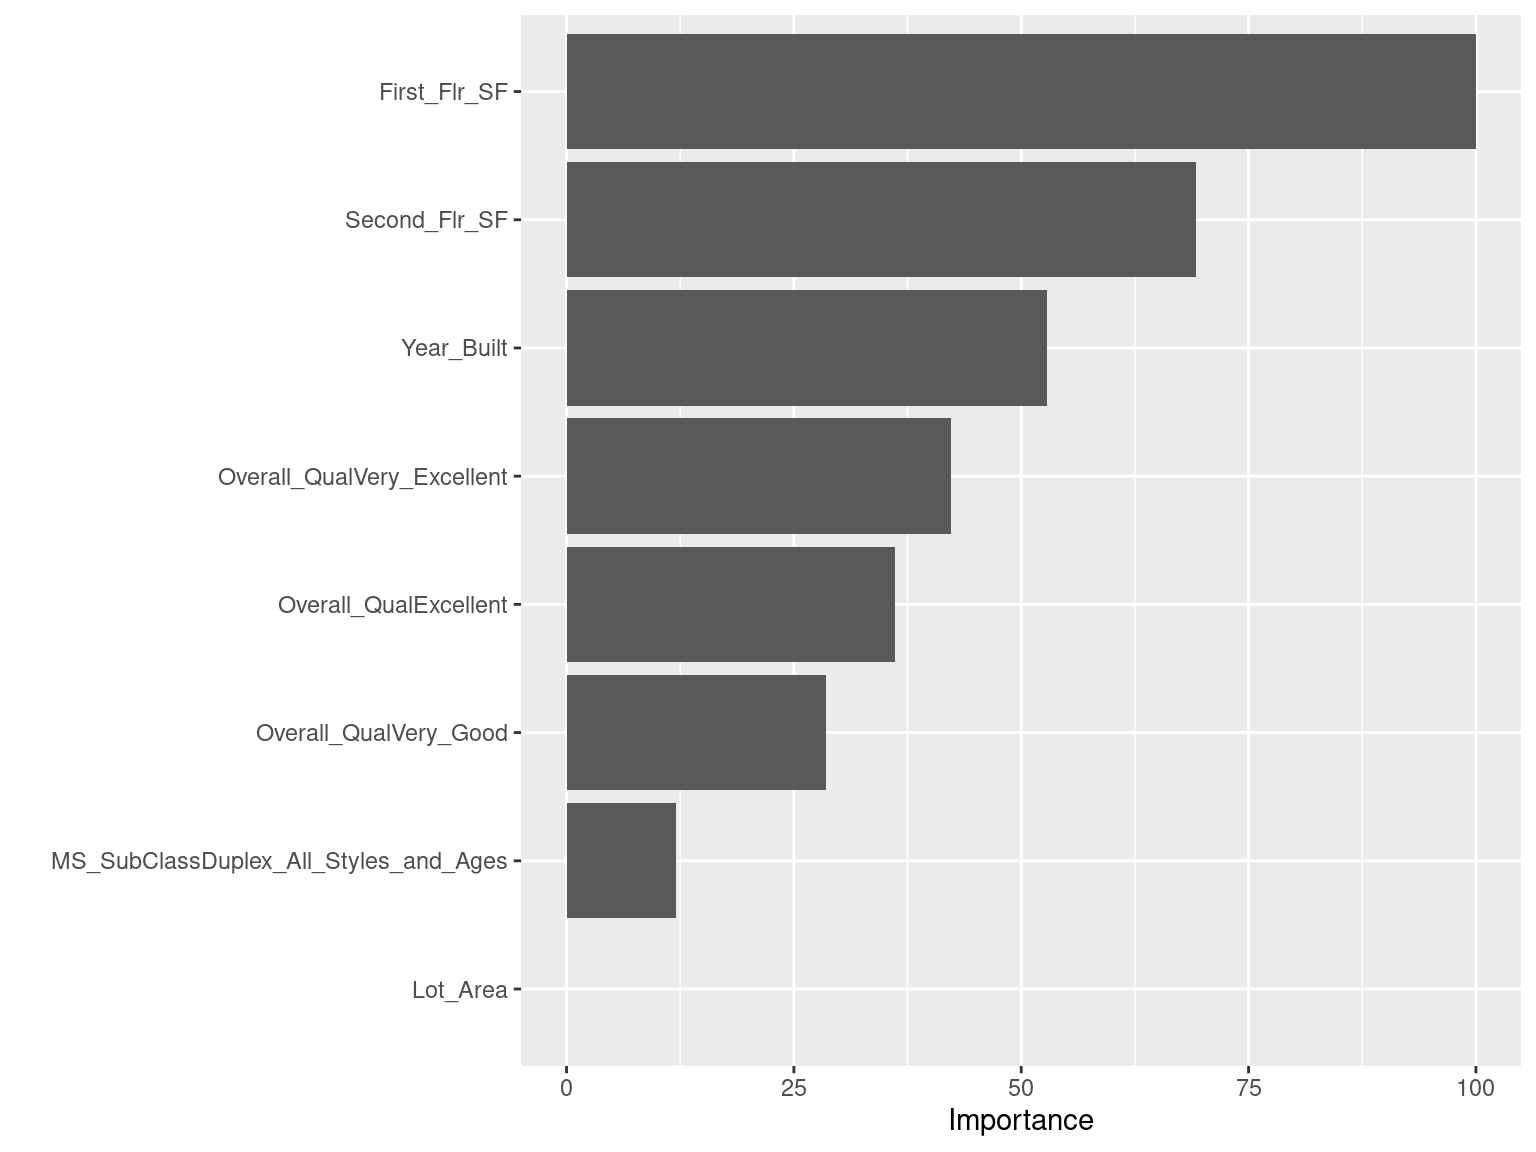 First_Flr_SF
Second_Flr_SF
Year_Built
Overall_QualVery_Excellent
Overall_QualExcellent
Overall_QualVery_Good
MS_SubClassDuplex_All_Styles_and_Ages
Lot_Area
0 25 50 75 100
Importance